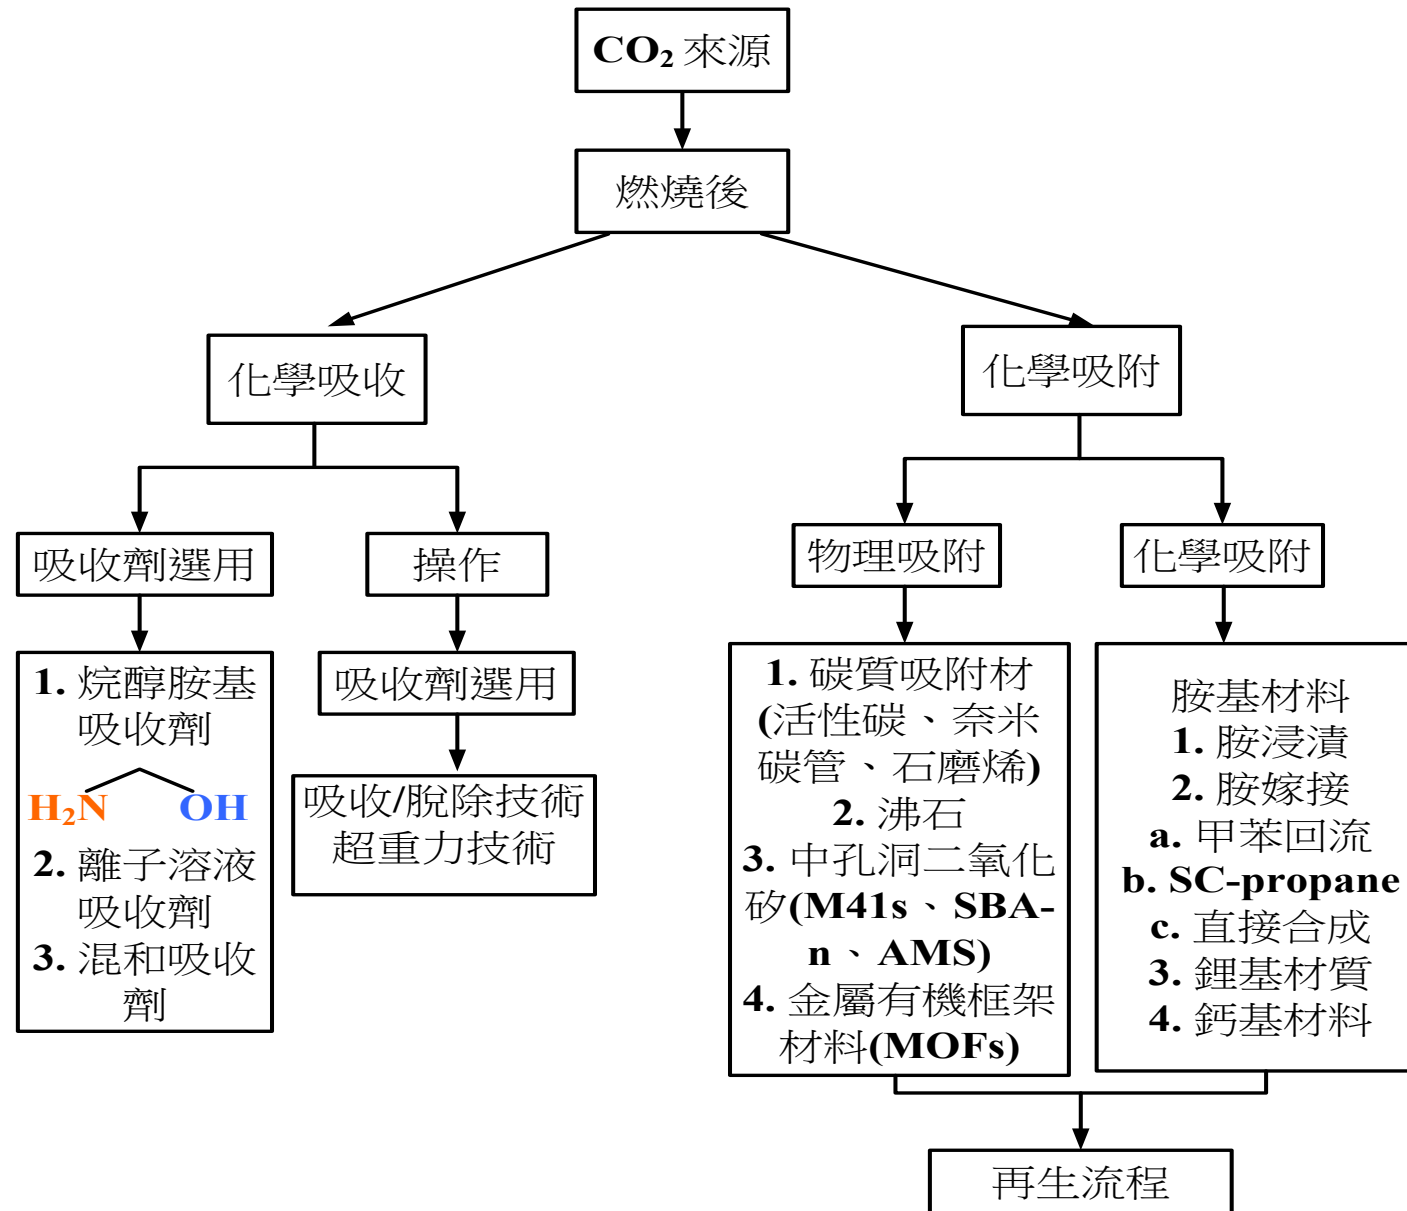 CO₂ 來源
燃燒後
化學吸收
化學吸附
吸收劑選用
操作
物理吸附
化學吸附
1. 烷醇胺基
吸收劑
H₂N OH
2. 離子溶液
吸收劑
3. 混和吸收
劑
吸收劑選用
吸收/脫除技術
超重力技術
1. 碳質吸附材
(活性碳、奈米
碳管、石磨烯)
2. 沸石
3. 中孔洞二氧化
矽(M41s、SBA-
n、AMS)
4. 金屬有機框架
材料(MOFs)
胺基材料
1. 胺浸漬
2. 胺嫁接
a. 甲苯回流
b. SC-propane
c. 直接合成
3. 鋰基材質
4. 鈣基材料
再生流程